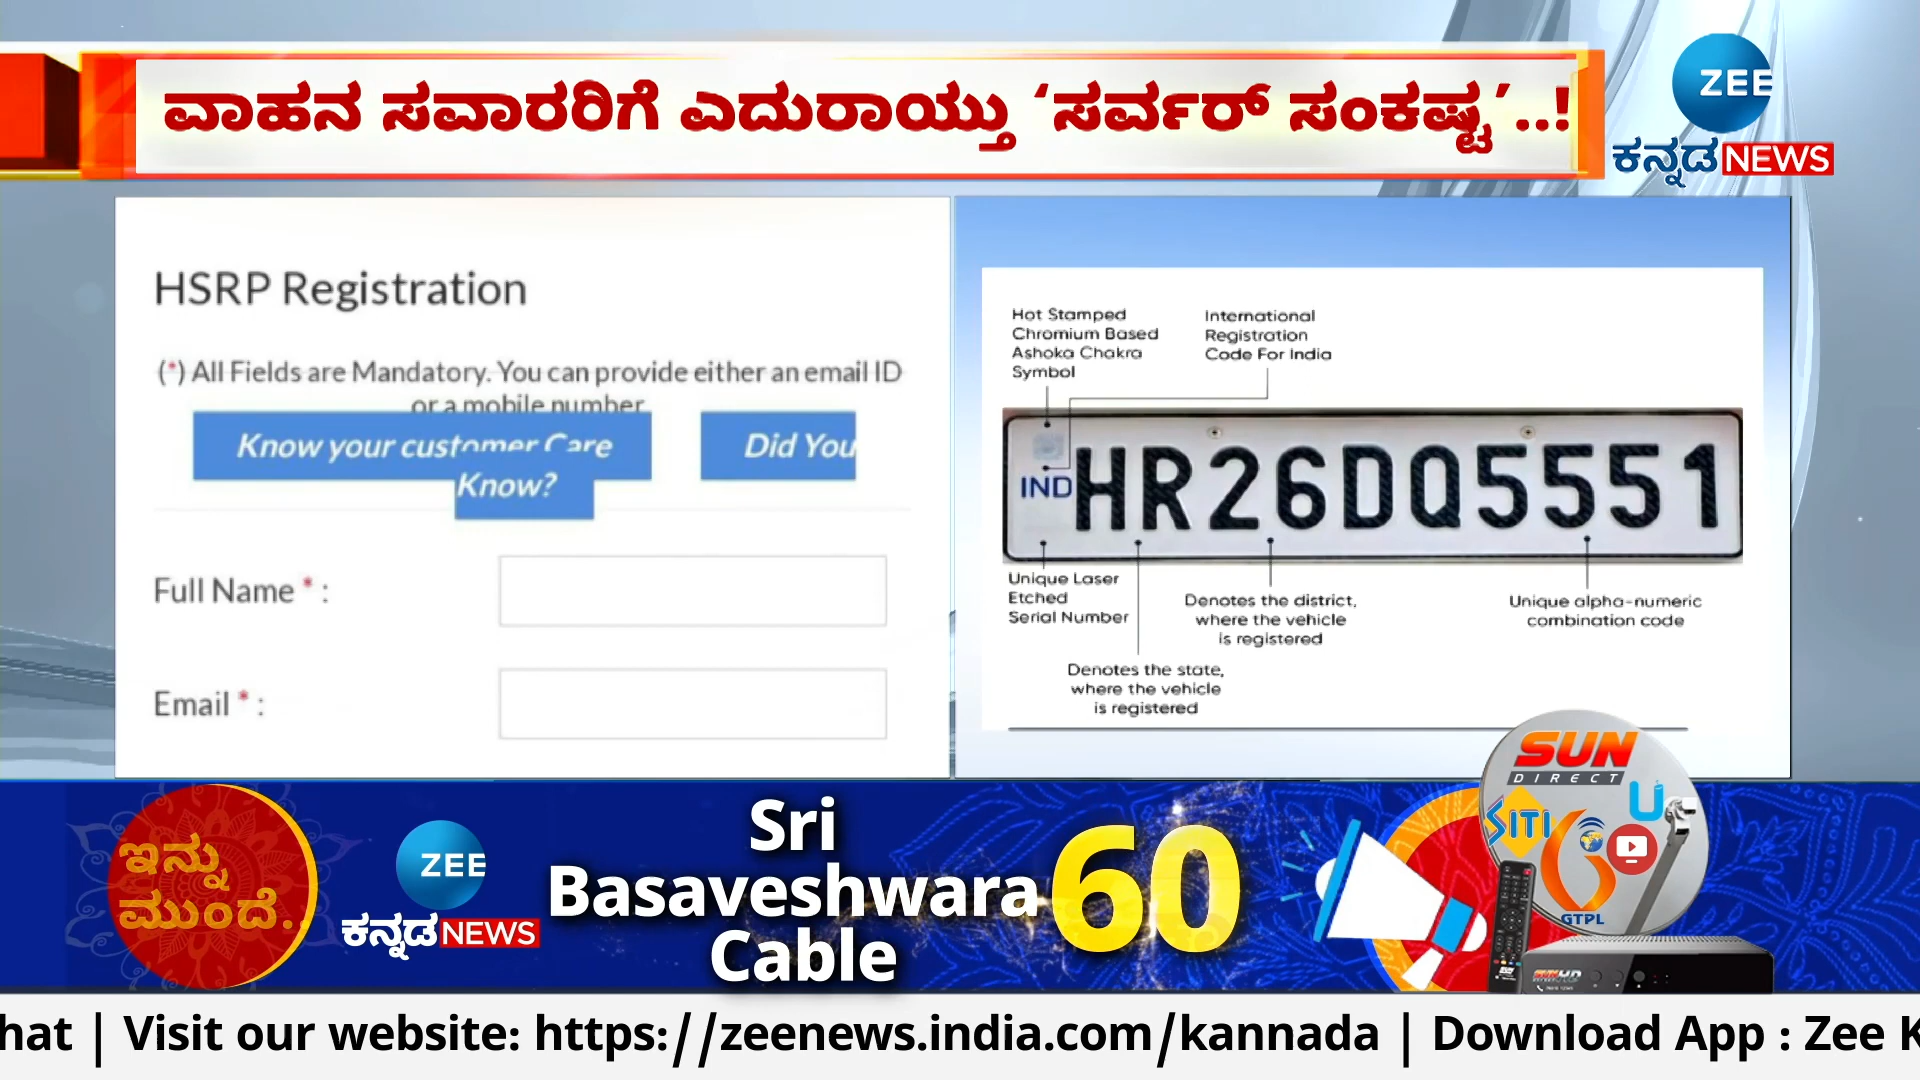 ವಾಹನ ಸವಾರರಿಗೆ ಎದುರಾಯ್ತು ‘ಸರ್ವರ್ ಸಂಕಷ್ಟ’..!
ZEE
ಕನ್ನಡ NEWS
HSRP Registration
(*) All Fields are Mandatory. You can provide either an email ID
or a mobile number
Know your customer Care
Did You
Know?
Full Name * :
Email * :
Hot Stamped
Chromium Based
Ashoka Chakra
Symbol
International
Registration
Code For India
IND
HR26DQ5551
Unique Laser
Etched
Serial Number
Denotes the state,
where the vehicle
is registered
Denotes the district,
where the vehicle
is registered
Unique alpha-numeric
combination code
ಇನ್ನು
ಮುಂದೆ..
ZEE
ಕನ್ನಡ NEWS
Sri
Basaveshwara
Cable
60
SUN
DIRECT
SITI
U
GTPL
hat | Visit our website: https://zeenews.india.com/kannada | Download App : Zee K